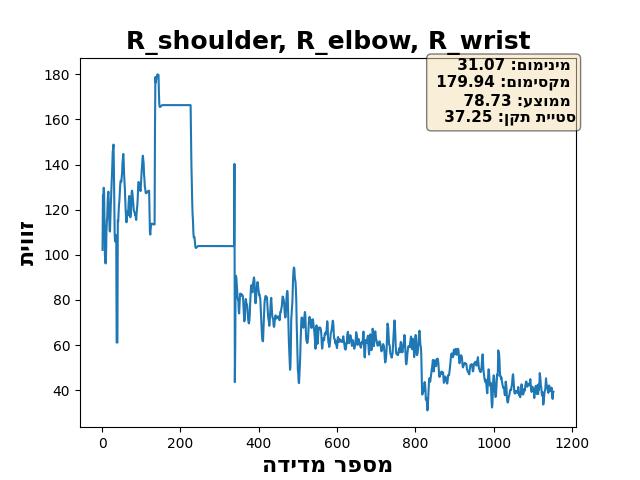 R_shoulder, R_elbow, R_wrist
מינימום: 31.07
מקסימום: 179.94
ממוצע: 78.73
סטיית תקן: 37.25
זווית
180
160
140
120
100
80
60
40
0 200 400 600 800 1000 1200
מספר מדידה